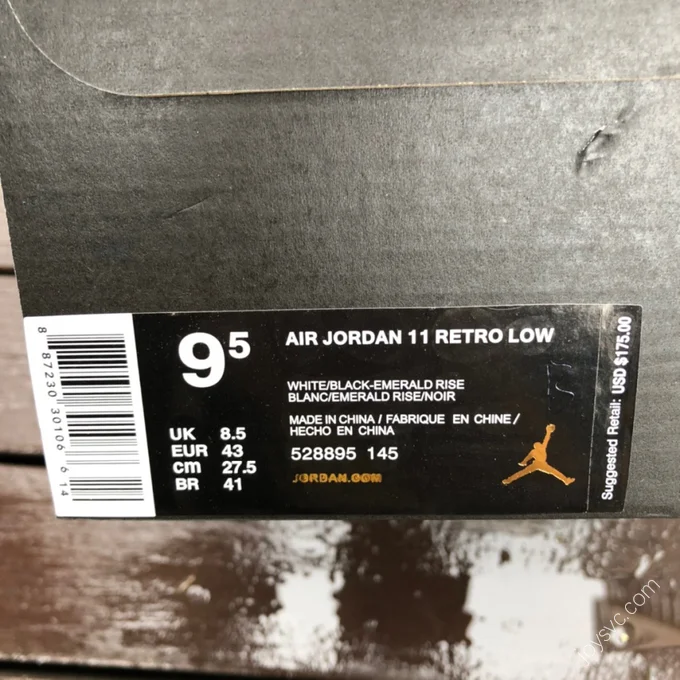 9 5
AIR JORDAN 11 RETRO LOW
WHITE/BLACK-EMERALD RISE
BLANC/EMERALD RISE/NOIR
MADE IN CHINA / FABRIQUE EN CHINE /
HECHO EN CHINA
528895 145
JORDAN.COM
UK 8.5
EUR 43
cm 27.5
BR 41
8 87230 30106 6 14
Suggested Retail: USD $175.00